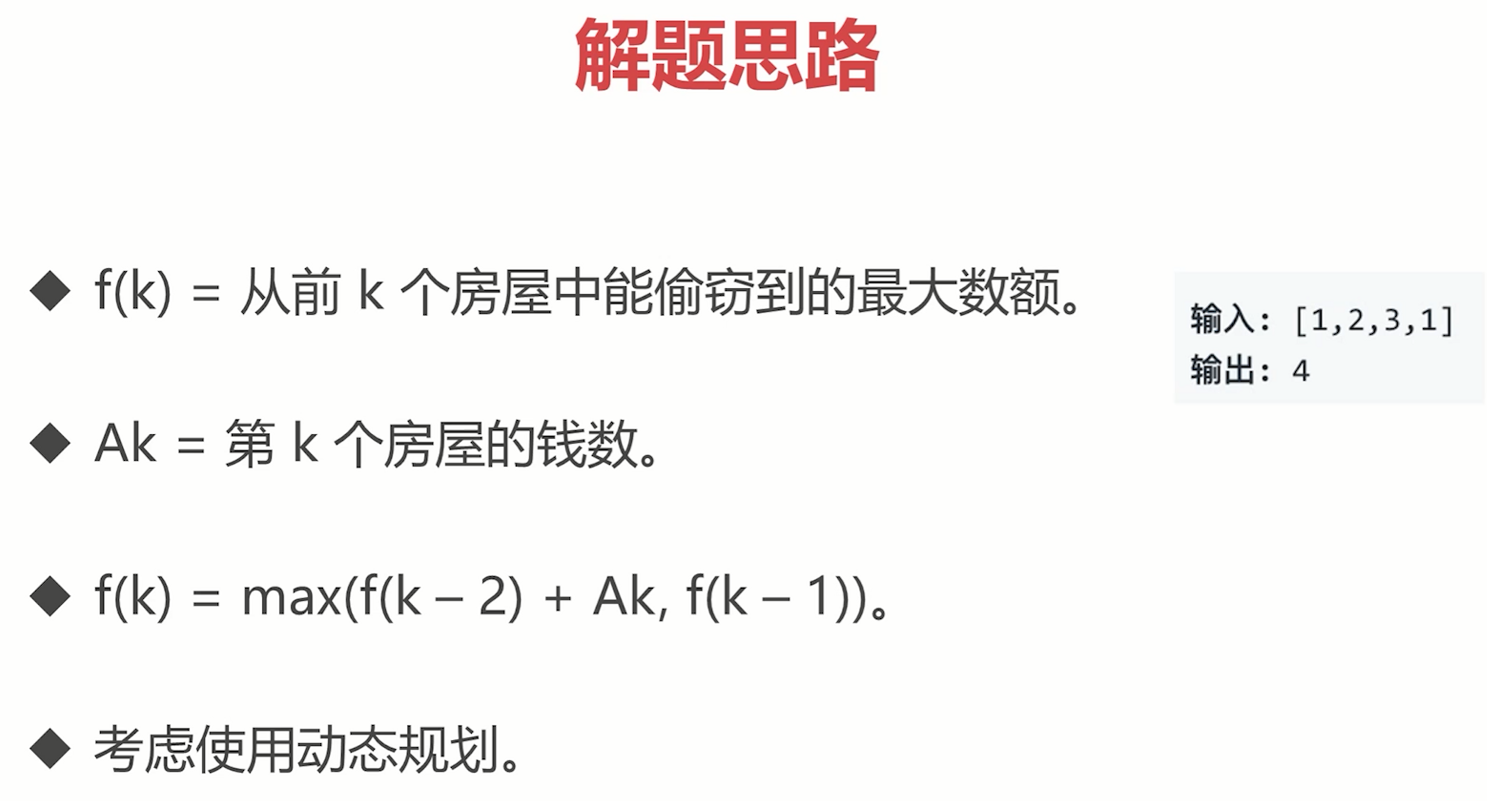 解题思路
◆ f(k) = 从前 k 个房屋中能偷窃到的最大数额。
输入: [1,2,3,1]
输出: 4
◆ Ak = 第 k 个房屋的钱数。
◆ f(k) = max(f(k – 2) + Ak, f(k – 1))。
◆ 考虑使用动态规划。